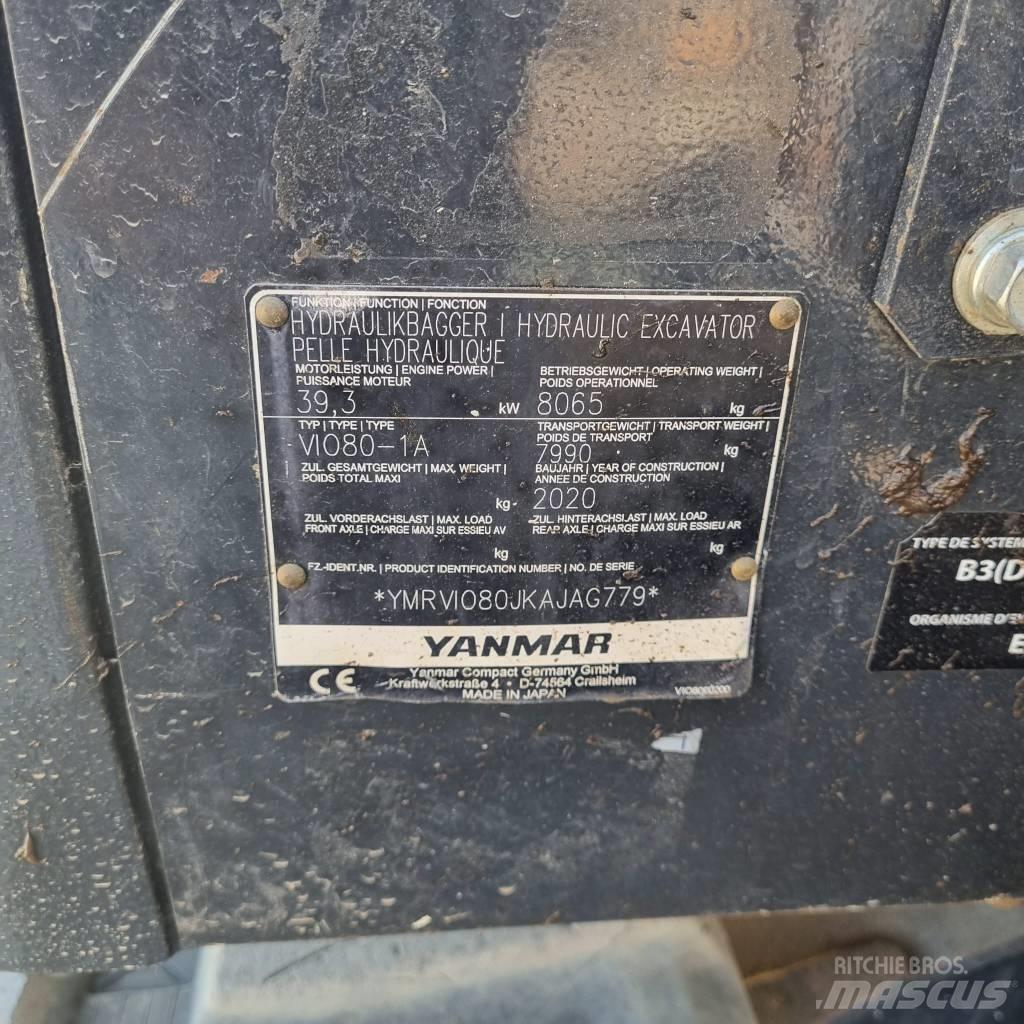 FUNKTION | FUNCTION | FONCTION
HYDRAULIKBAGGER | HYDRAULIC EXCAVATOR
PELLE HYDRAULIQUE
MOTORLEISTUNG | ENGINE POWER |
PUISSANCE MOTEUR
39,3 kW
BETRIEBSGEWICHT | OPERATING WEIGHT |
POIDS OPERATIONNEL
8065 kg
TYP | TYPE | TYPE
VIO80-1A
TRANSPORTGEWICHT | TRANSPORT WEIGHT |
POIDS DE TRANSPORT
7990 kg
ZUL. GESAMTGEWICHT | MAX. WEIGHT |
POIDS TOTAL MAXI
kg
BAUJAHR | YEAR OF CONSTRUCTION |
ANNEE DE CONSTRUCTION
2020
ZUL. VORDERACHSLAST | MAX. LOAD
FRONT AXLE | CHARGE MAXI SUR ESSIEU AV
kg
ZUL. HINTERACHSLAST | MAX. LOAD
REAR AXLE | CHARGE MAXI SUR ESSIEU AR
kg
FZ.-IDENT.NR. | PRODUCT IDENTIFICATION NUMBER | NO. DE SERIE
*YMRVIO80JKAJAG779*
YANMAR
CE
Yanmar Compact Germany GmbH
Kraftwerkstraße 4 • D-74564 Crailsheim
MADE IN JAPAN
TYPE DE SYSTEM
B3(D
ORGANISME D'E
E
RITCHIE BROS.
MASCUS